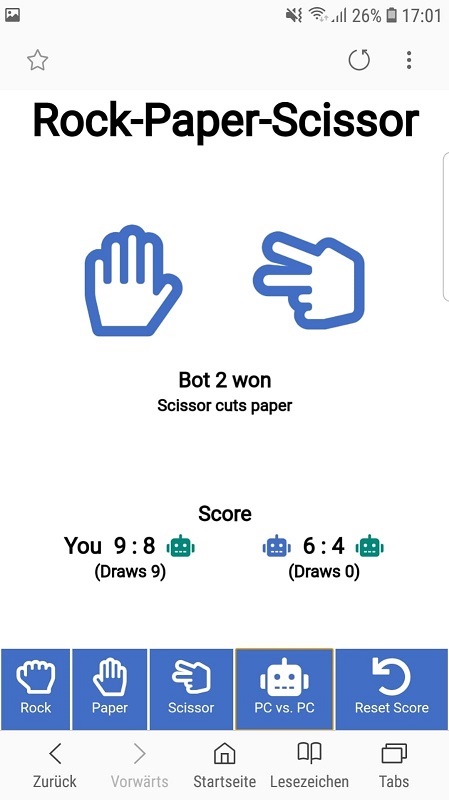 26% 17:01
Rock-Paper-Scissor
Bot 2 won
Scissor cuts paper
Score
You 9 : 8
6 : 4
(Draws 9)
(Draws 0)
Rock
Paper
Scissor
PC vs. PC
Reset Score
Zurück
Vorwärts
Startseite
Lesezeichen
Tabs